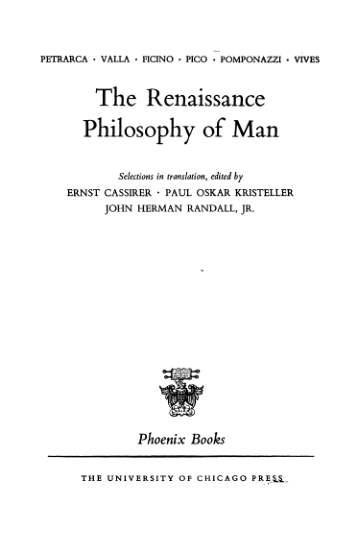 PETRARCA · VALLA · FICINO · PICO · POMPONAZZI · VIVES
The Renaissance
Philosophy of Man
Selections in translation, edited by
ERNST CASSIRER · PAUL OSKAR KRISTELLER
JOHN HERMAN RANDALL, JR.
Phoenix Books
THE UNIVERSITY OF CHICAGO PRESS